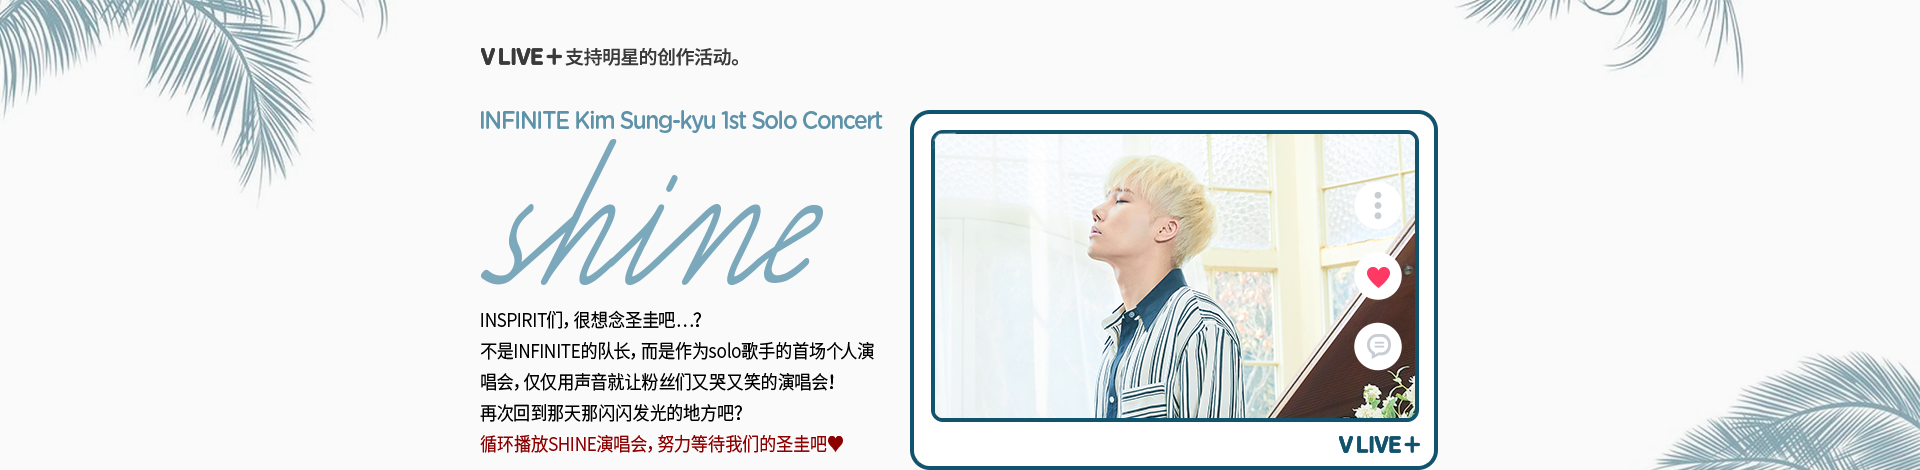 V LIVE+ 支持明星的创作活动。
INFINITE Kim Sung-kyu 1st Solo Concert
shine
INSPIRIT们, 很想念圣圭吧...?
不是INFINITE的队长, 而是作为solo歌手的首场个人演
唱会, 仅仅用声音就让粉丝们又哭又笑的演唱会!
再次回到那天那闪闪发光的地方吧?
循环播放SHINE演唱会, 努力等待我们的圣圭吧♥
V LIVE+